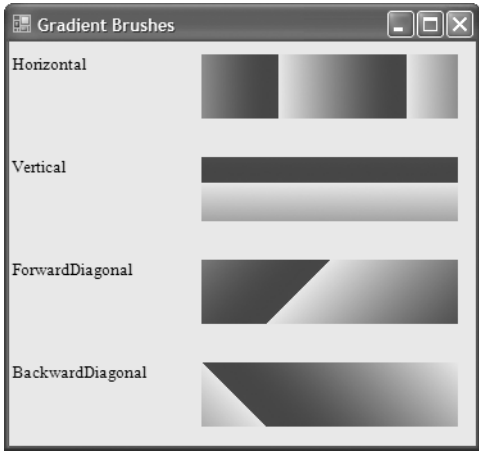 Gradient Brushes
Horizontal
Vertical
ForwardDiagonal
BackwardDiagonal